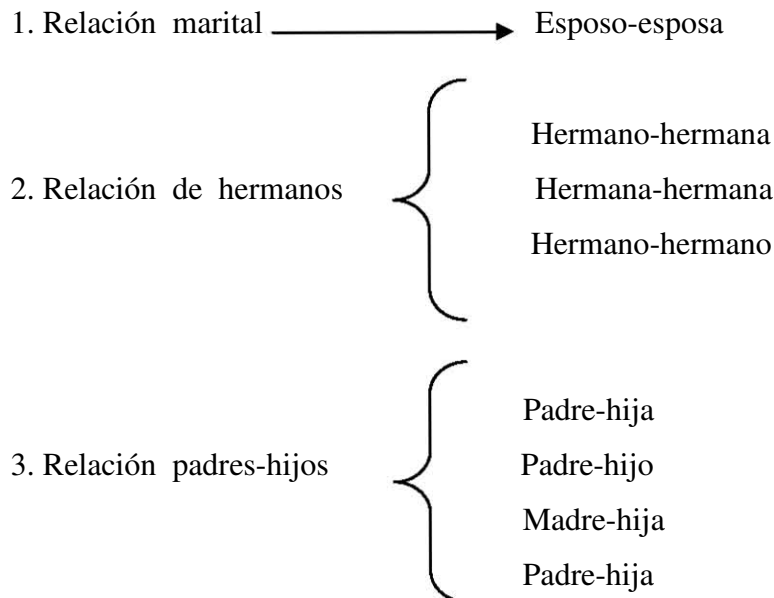 1. Relación marital Esposo-esposa
Hermano-hermana
2. Relación de hermanos Hermana-hermana
Hermano-hermano
Padre-hija
3. Relación padres-hijos Padre-hijo
Madre-hija
Padre-hija